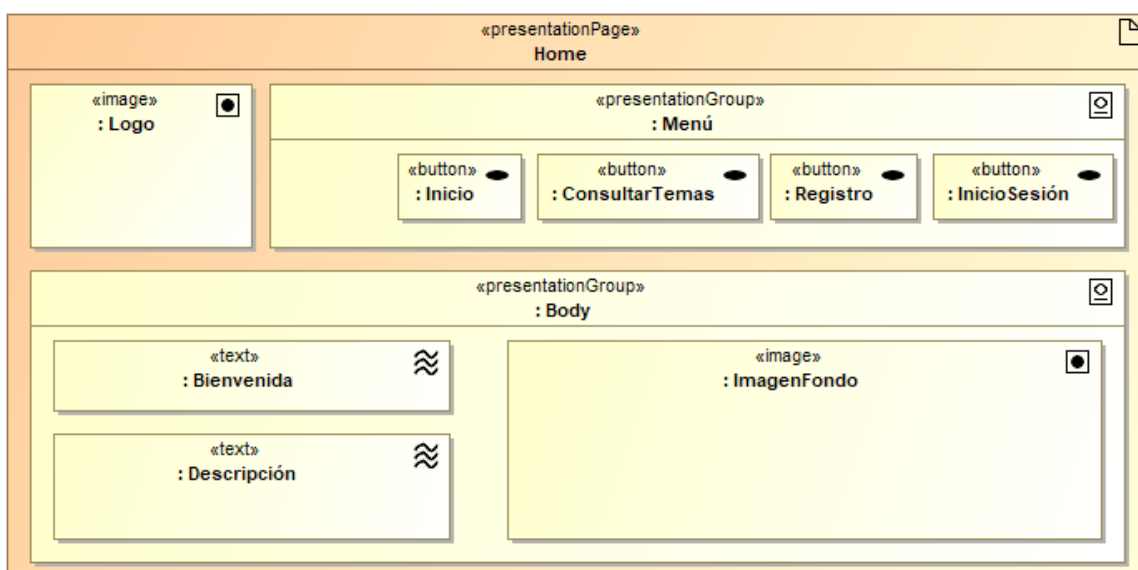 «presentationPage»
Home
«image»
: Logo
«presentationGroup»
: Menú
«button»
: Inicio
«button»
: ConsultarTemas
«button»
: Registro
«button»
: InicioSesión
«presentationGroup»
: Body
«text»
: Bienvenida
«image»
: ImagenFondo
«text»
: Descripción